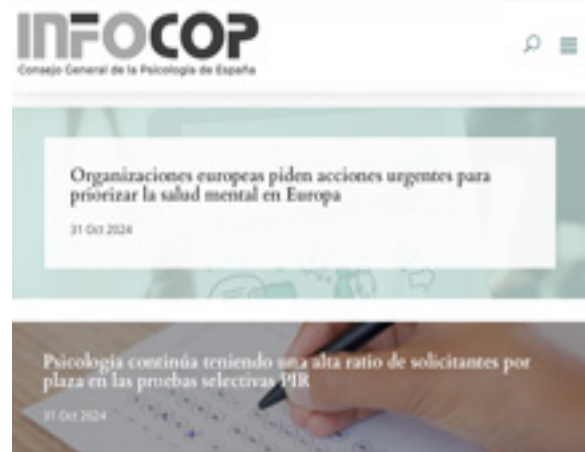 INFOCOP
Consejo General de la Psicología de España
Organizaciones europeas piden acciones urgentes para
priorizar la salud mental en Europa
31 Oct 2024
Psicología continúa teniendo una alta ratio de solicitantes por
plaza en las pruebas selectivas PIR
31 Oct 2024